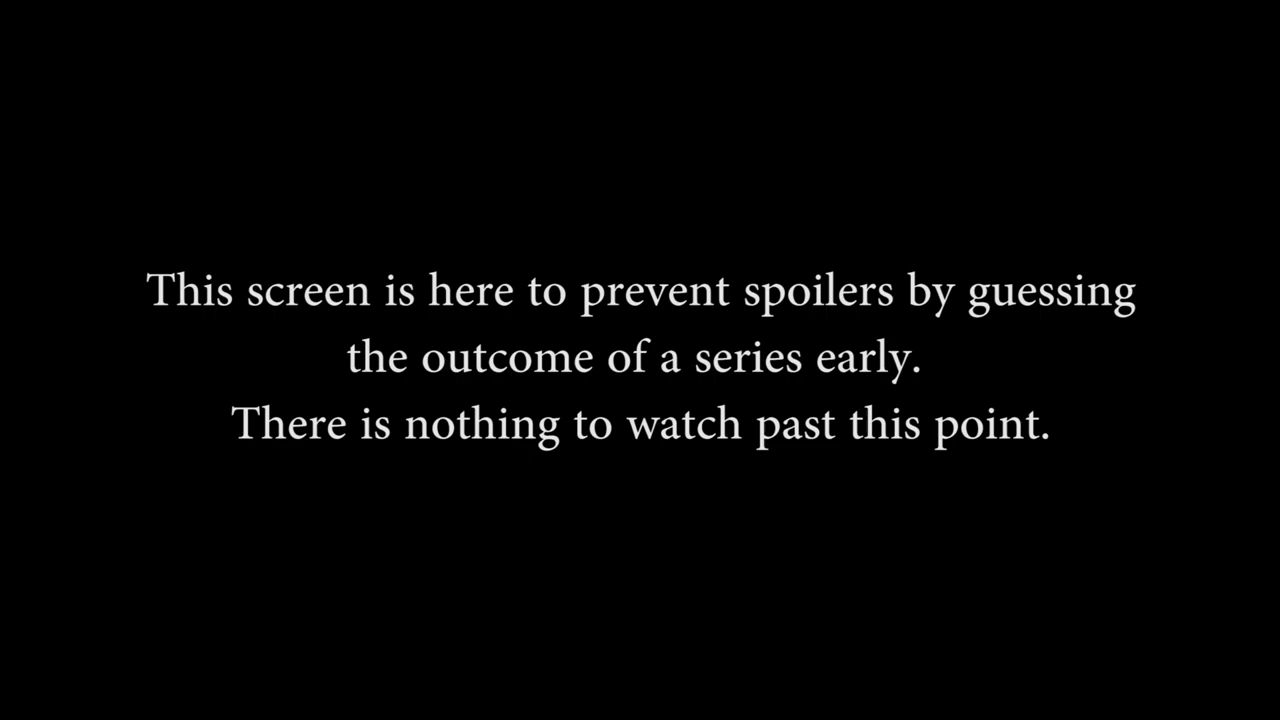 This screen is here to prevent spoilers by guessing
the outcome of a series early.
There is nothing to watch past this point.